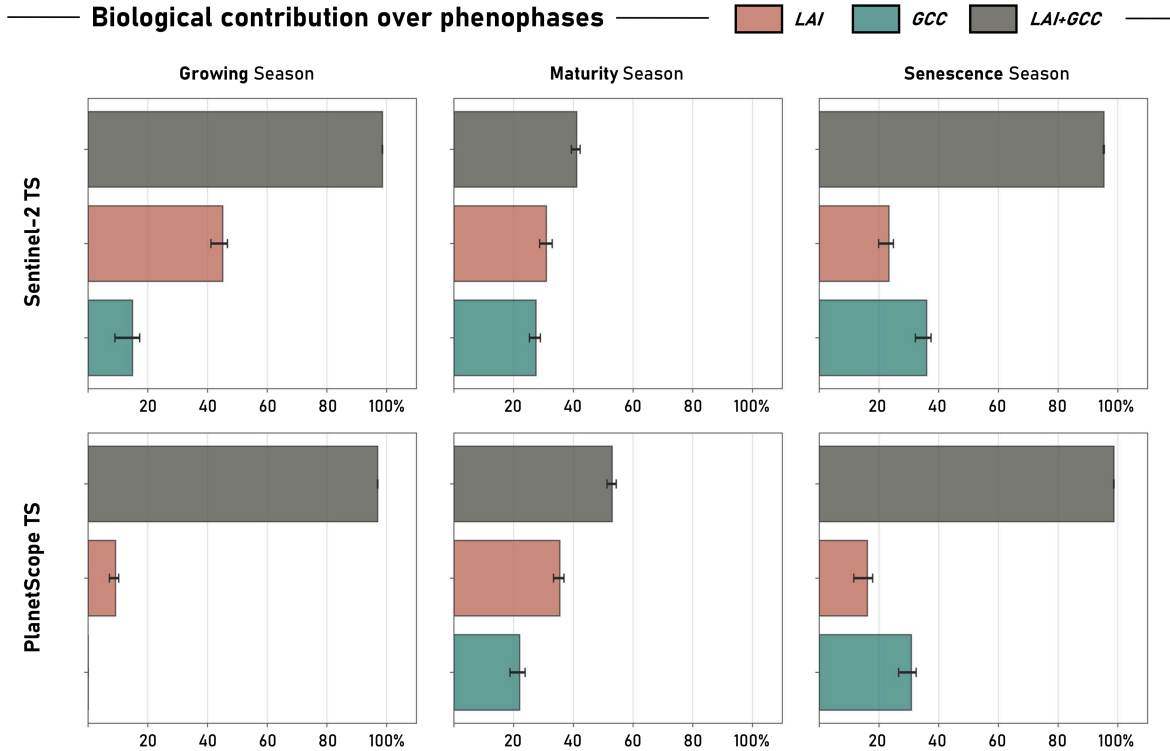 Biological contribution over phenophases
LAI GCC LAI+GCC
Growing Season Maturity Season Senescence Season
Sentinel-2 TS
20 40 60 80 100% 20 40 60 80 100% 20 40 60 80 100%
PlanetScope TS
20 40 60 80 100% 20 40 60 80 100% 20 40 60 80 100%